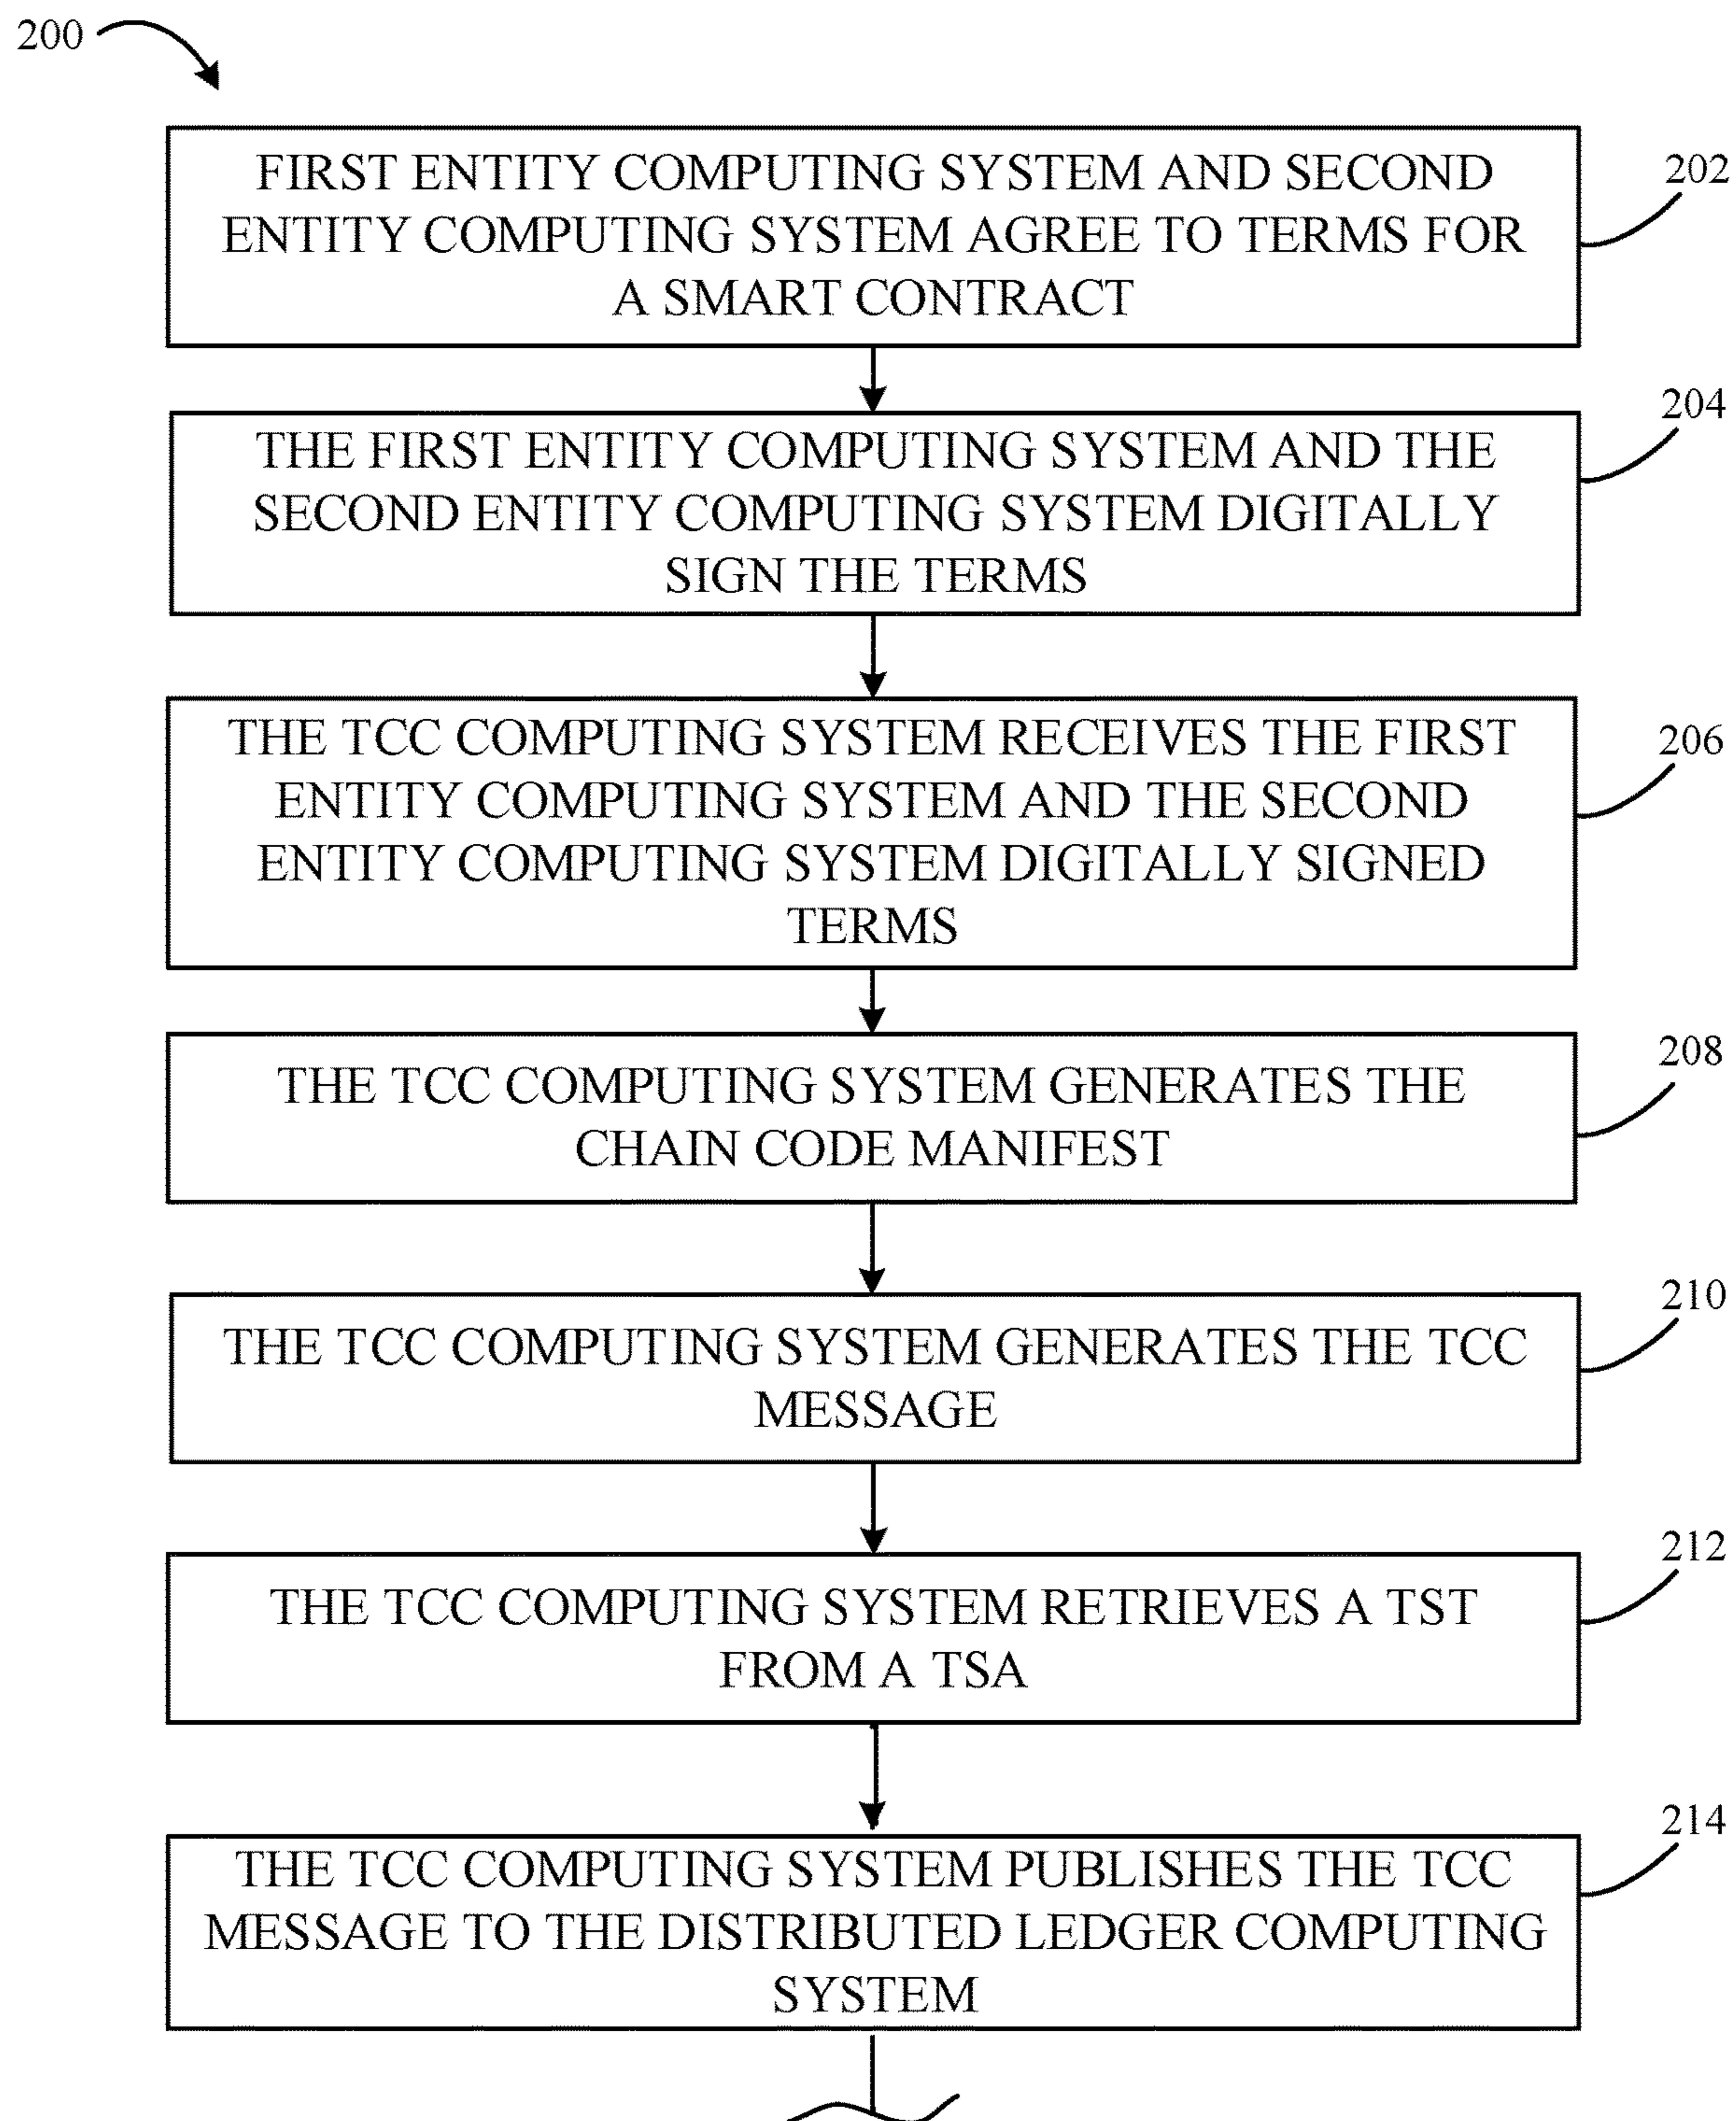 200
FIRST ENTITY COMPUTING SYSTEM AND SECOND
ENTITY COMPUTING SYSTEM AGREE TO TERMS FOR
A SMART CONTRACT
202
THE FIRST ENTITY COMPUTING SYSTEM AND THE
SECOND ENTITY COMPUTING SYSTEM DIGITALLY
SIGN THE TERMS
204
THE TCC COMPUTING SYSTEM RECEIVES THE FIRST
ENTITY COMPUTING SYSTEM AND THE SECOND
ENTITY COMPUTING SYSTEM DIGITALLY SIGNED
TERMS
206
THE TCC COMPUTING SYSTEM GENERATES THE
CHAIN CODE MANIFEST
208
THE TCC COMPUTING SYSTEM GENERATES THE TCC
MESSAGE
210
THE TCC COMPUTING SYSTEM RETRIEVES A TST
FROM A TSA
212
THE TCC COMPUTING SYSTEM PUBLISHES THE TCC
MESSAGE TO THE DISTRIBUTED LEDGER COMPUTING
SYSTEM
214